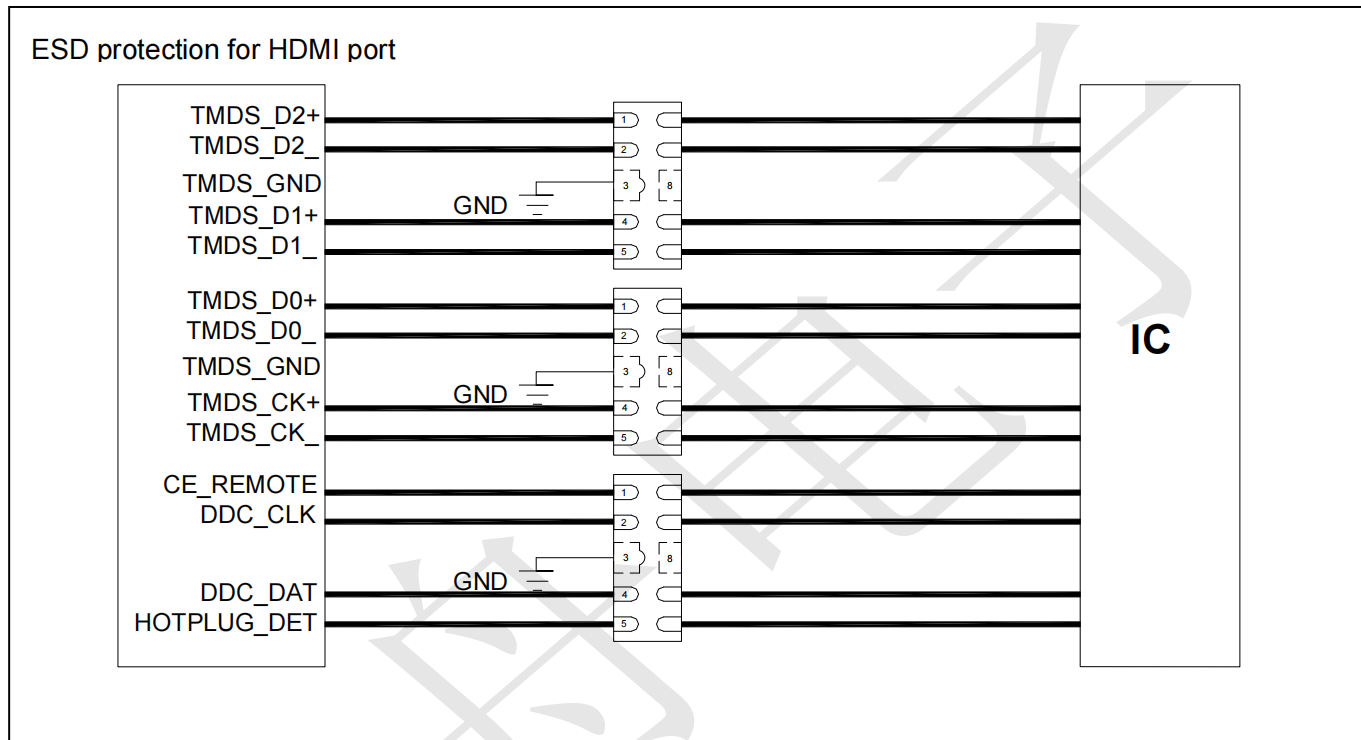 ESD protection for HDMI port
TMDS_D2+
1
TMDS_D2_
2
TMDS_GND
GND
3
8
TMDS_D1+
4
TMDS_D1_
5
TMDS_D0+
1
TMDS_D0_
2
TMDS_GND
GND
3
8
TMDS_CK+
4
TMDS_CK_
5
IC
CE_REMOTE
1
DDC_CLK
2
GND
3
8
DDC_DAT
4
HOTPLUG_DET
5